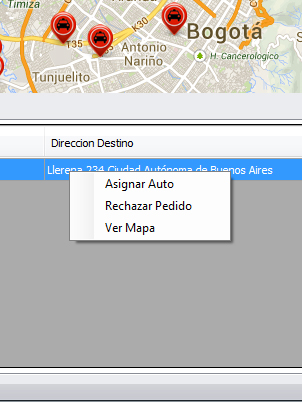 Timiza
Bogotá
K30
T35
Antonio
Nariño
H. Cancerologico
Tunjuelito
Direccion Destino
Llerena 234 Ciudad Autónoma de Buenos Aires
Asignar Auto
Rechazar Pedido
Ver Mapa